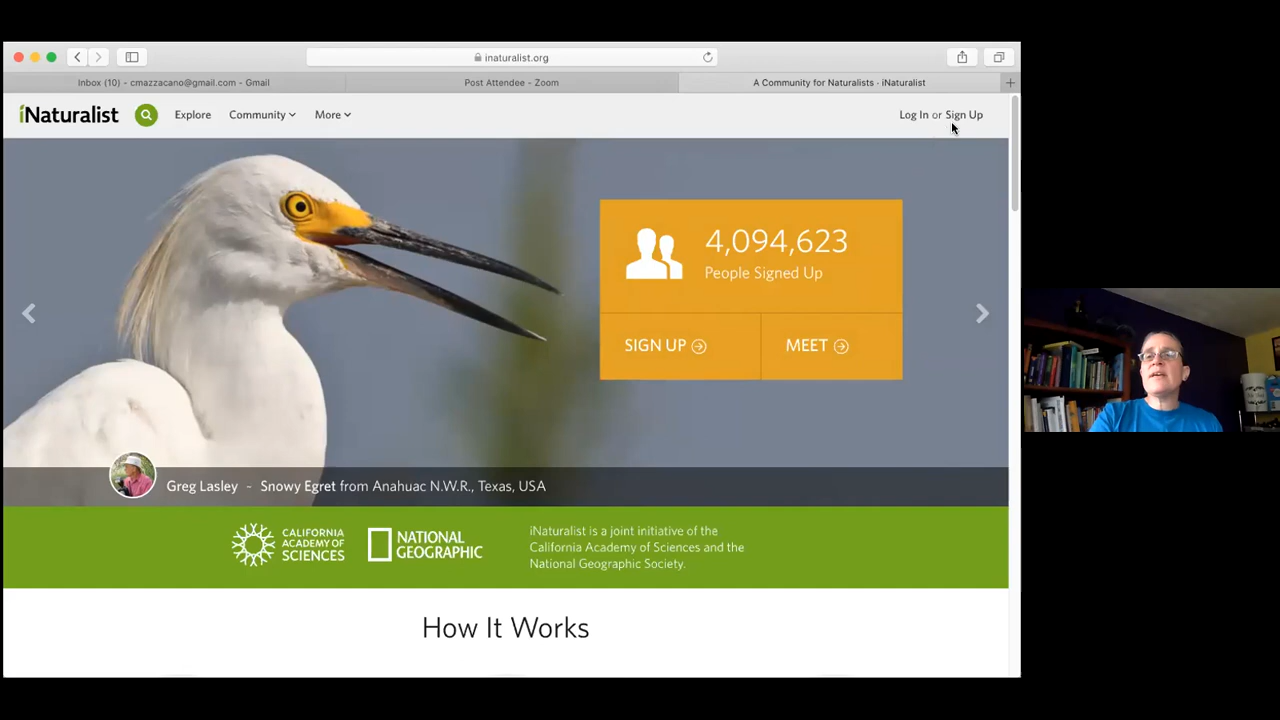 inaturalist.org
Inbox (10) - cmazzacano@gmail.com - Gmail
Post Attendee - Zoom
A Community for Naturalists · iNaturalist
iNaturalist
Explore
Community
More
Log In or Sign Up
4,094,623
People Signed Up
SIGN UP
MEET
Greg Lasley - Snowy Egret from Anahuac N.W.R., Texas, USA
CALIFORNIA
ACADEMY OF
SCIENCES
NATIONAL
GEOGRAPHIC
iNaturalist is a joint initiative of the
California Academy of Sciences and the
National Geographic Society.
How It Works